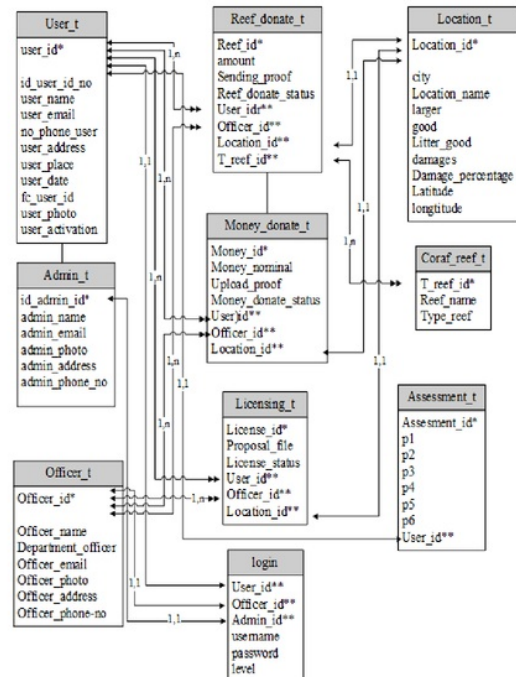 User_t
user_id*
id_user_id_no
user_name
user_email
no_phone_user
user_address
user_place
user_date
fc_user_id
user_photo
user_activation
Reef_donate_t
Reef_id*
amount
Sending_proof
Reef_donate_status
User_idr**
Officer_id**
Location_id**
T_reef_id**
Location_t
Location_id*
city
Location_name
larger
good
Litter_good
damages
Damage_percentage
Latitude
longtitude
1,n
1,n
1,1
1,1
1,n
1,n
1,1
1,n
1,1
1,1
1,n
1,1
1,1
Admin_t
id_admin_id*
admin_name
admin_email
admin_photo
admin_address
admin_phone_no
Money_donate_t
Money_id*
Money_nominal
Upload_proof
Money_donate_status
User)id**
Officer_id**
Location_id**
Coraf_reef_t
T_reef_id*
Reef_name
Type_reef
Officer_t
Officer_id*
Officer_name
Department_officer
Officer_email
Officer_photo
Officer_address
Officer_phone-no
Licensing_t
License_id*
Proposal_file
License_status
User_id**
Officer_id**
Location_id**
Assessment_t
Assesment_id*
p1
p2
p3
p4
p5
p6
User_id**
login
User_id**
Officer_id**
Admin_id**
username
password
level